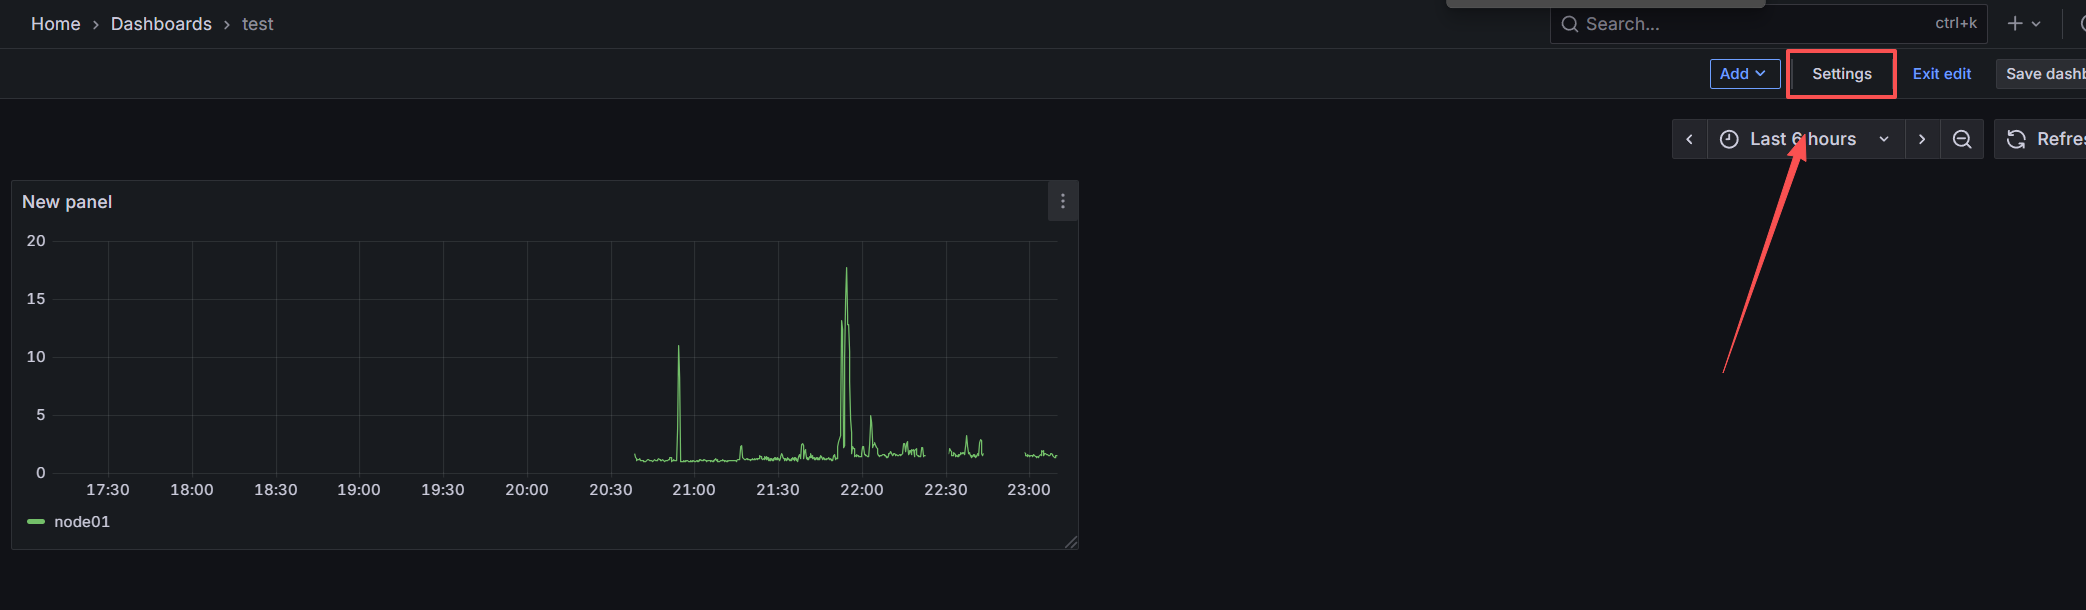 Home > Dashboards > test
Search... ctrl+k
Add Settings Exit edit Save dashb
Last 6 hours Refres
New panel
20
15
10
5
0
17:30 18:00 18:30 19:00 19:30 20:00 20:30 21:00 21:30 22:00 22:30 23:00
node01